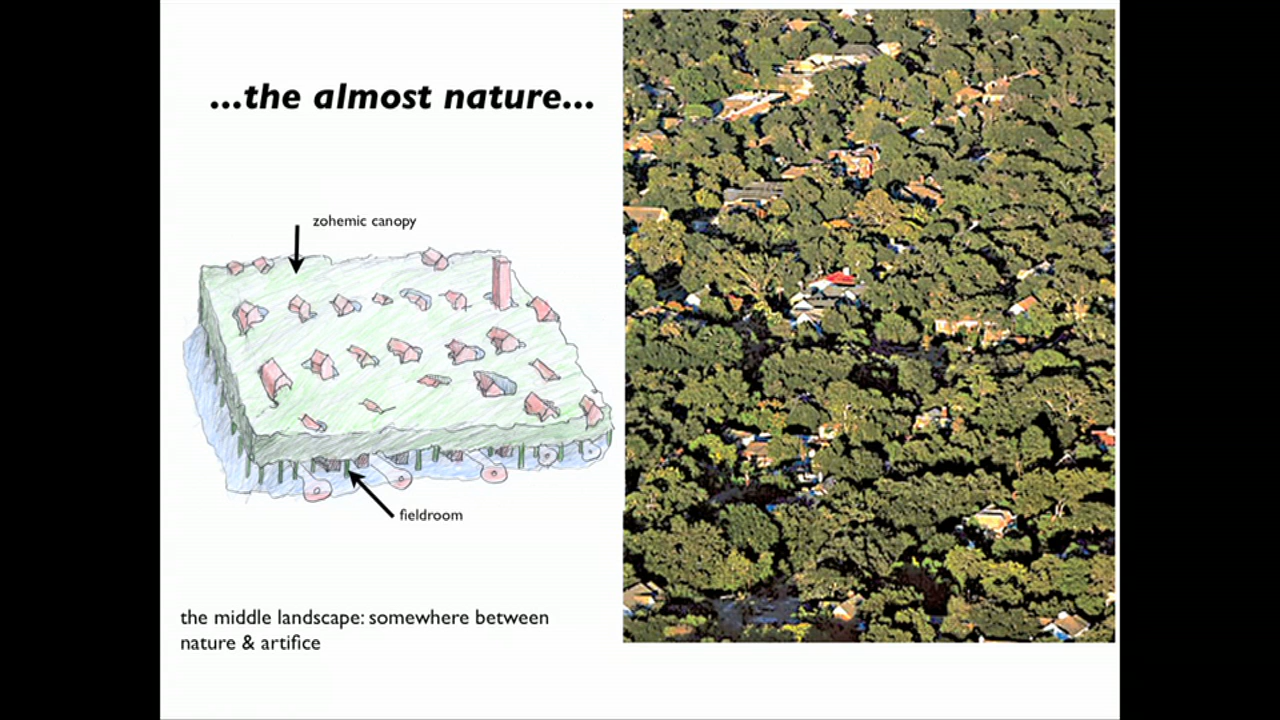 ...the almost nature...
zohemic canopy
fieldroom
the middle landscape: somewhere between
nature & artifice